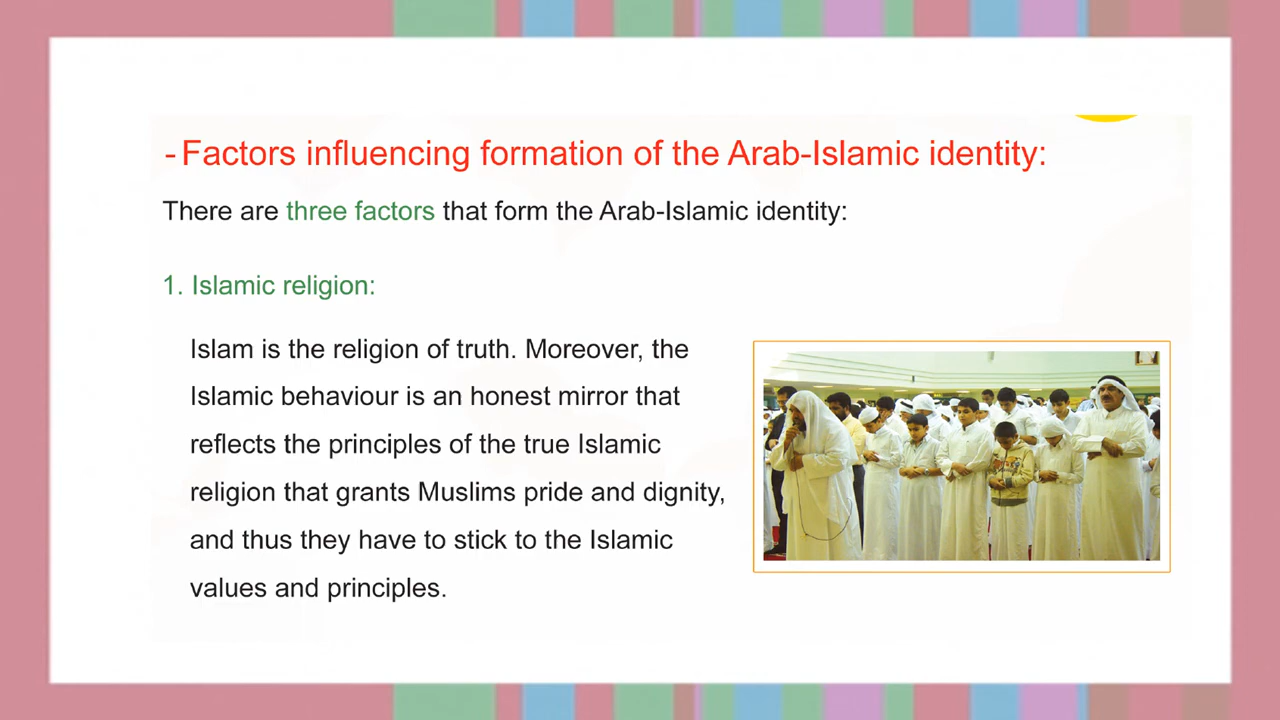 - Factors influencing formation of the Arab-Islamic identity:
There are three factors that form the Arab-Islamic identity:
1. Islamic religion:
Islam is the religion of truth. Moreover, the
Islamic behaviour is an honest mirror that
reflects the principles of the true Islamic
religion that grants Muslims pride and dignity,
and thus they have to stick to the Islamic
values and principles.